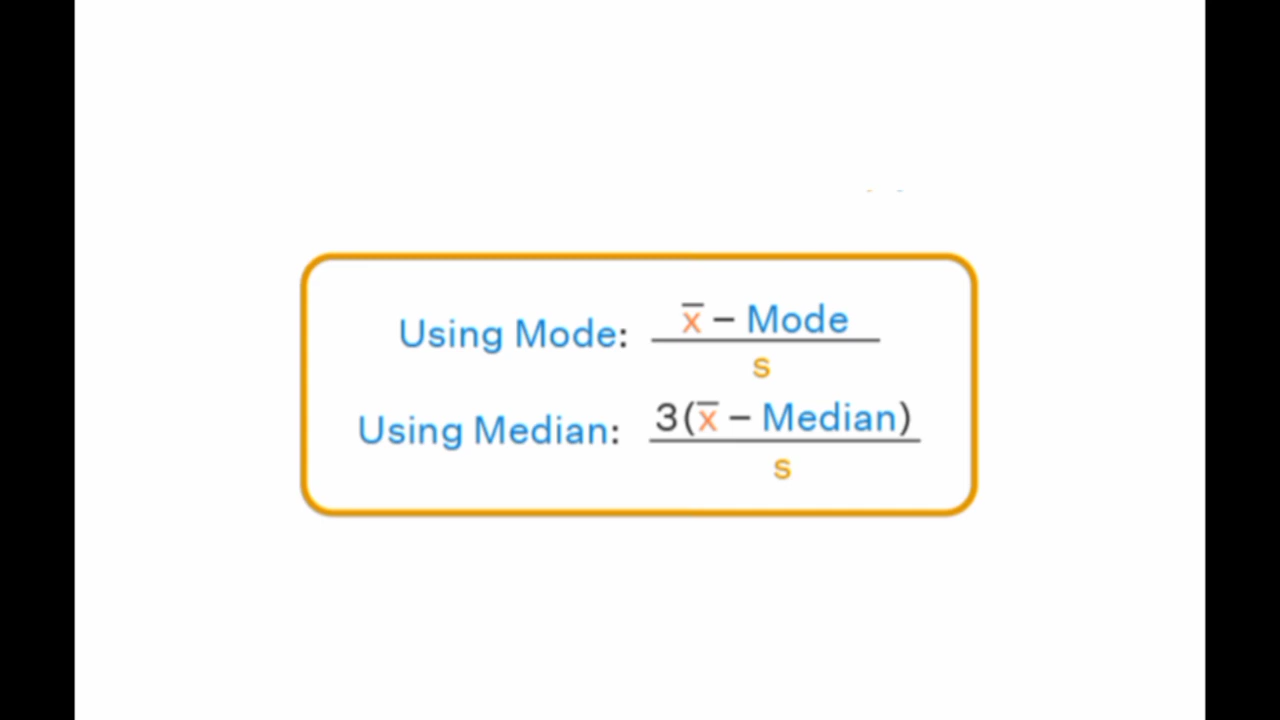 Using Mode: x̅ − Mode
s
Using Median: 3(x̅ − Median)
s